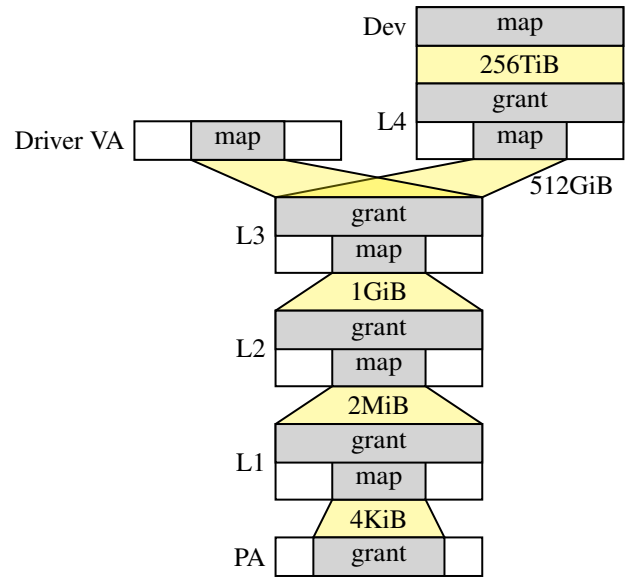 Dev map
256TiB
grant
L4
Driver VA map map
512GiB
grant
L3
map
1GiB
grant
L2
map
2MiB
grant
L1
map
4KiB
PA grant